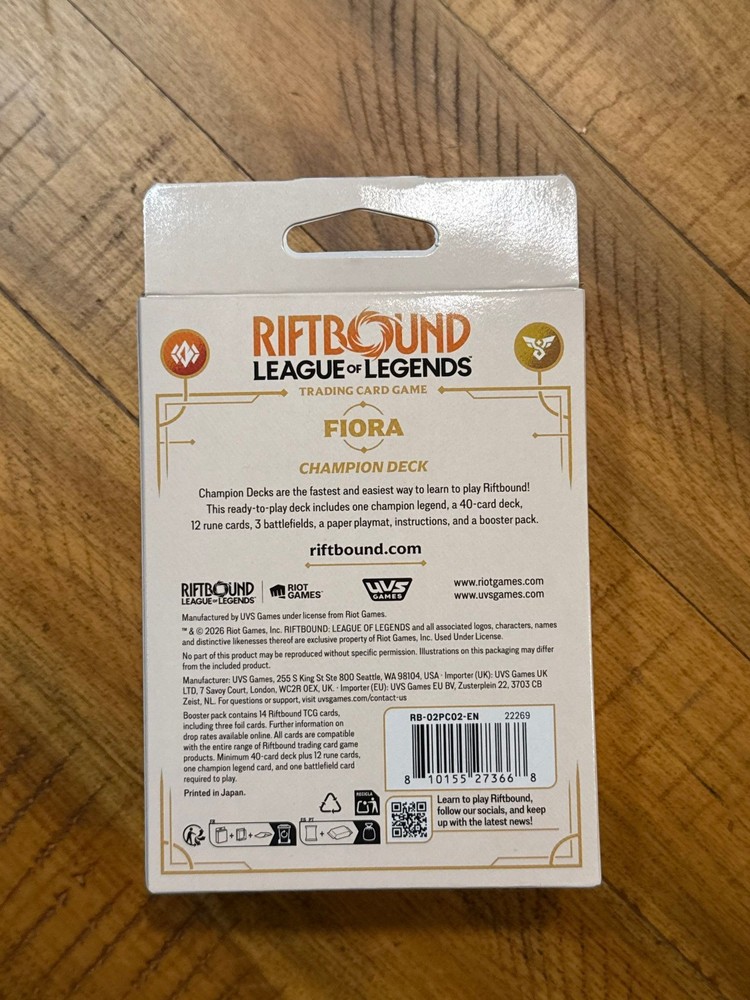 RIFTBOUND
LEAGUE OF LEGENDS
TRADING CARD GAME
FIORA
CHAMPION DECK
Champion Decks are the fastest and easiest way to learn to play Riftbound!
This ready-to-play deck includes one champion legend, a 40-card deck,
12 rune cards, 3 battlefields, a paper playmat, instructions, and a booster pack.
riftbound.com
RIFTBOUND
LEAGUE OF LEGENDS
RIOT
GAMES
UVS
GAMES
www.riotgames.com
www.uvsgames.com
Manufactured by UVS Games under license from Riot Games.
™ & © 2026 Riot Games, Inc. RIFTBOUND: LEAGUE OF LEGENDS and all associated logos, characters, names
and distinctive likenesses thereof are exclusive property of Riot Games, Inc. Used Under License.
No part of this product may be reproduced without specific permission. Illustrations on this packaging may differ
from the included product.
Manufacturer: UVS Games, 255 S King St Ste 800 Seattle, WA 98104, USA · Importer (UK): UVS Games UK
LTD, 7 Savoy Court, London, WC2R 0EX, UK. · Importer (EU): UVS Games EU BV, Zusterplein 22, 3703 CB
Zeist, NL. For questions or support, visit uvsgames.com/contact-us
Booster pack contains 14 Riftbound TCG cards,
including three foil cards. Further information on
drop rates available online. All cards are compatible
with the entire range of Riftbound trading card game
products. Minimum 40-card deck plus 12 rune cards,
one champion legend card, and one battlefield card
required to play.
Printed in Japan.
RB-02PC02-EN 22269
8 10155 27366 8
RECICLA
FR
ES PT
Learn to play Riftbound,
follow our socials, and keep
up with the latest news!